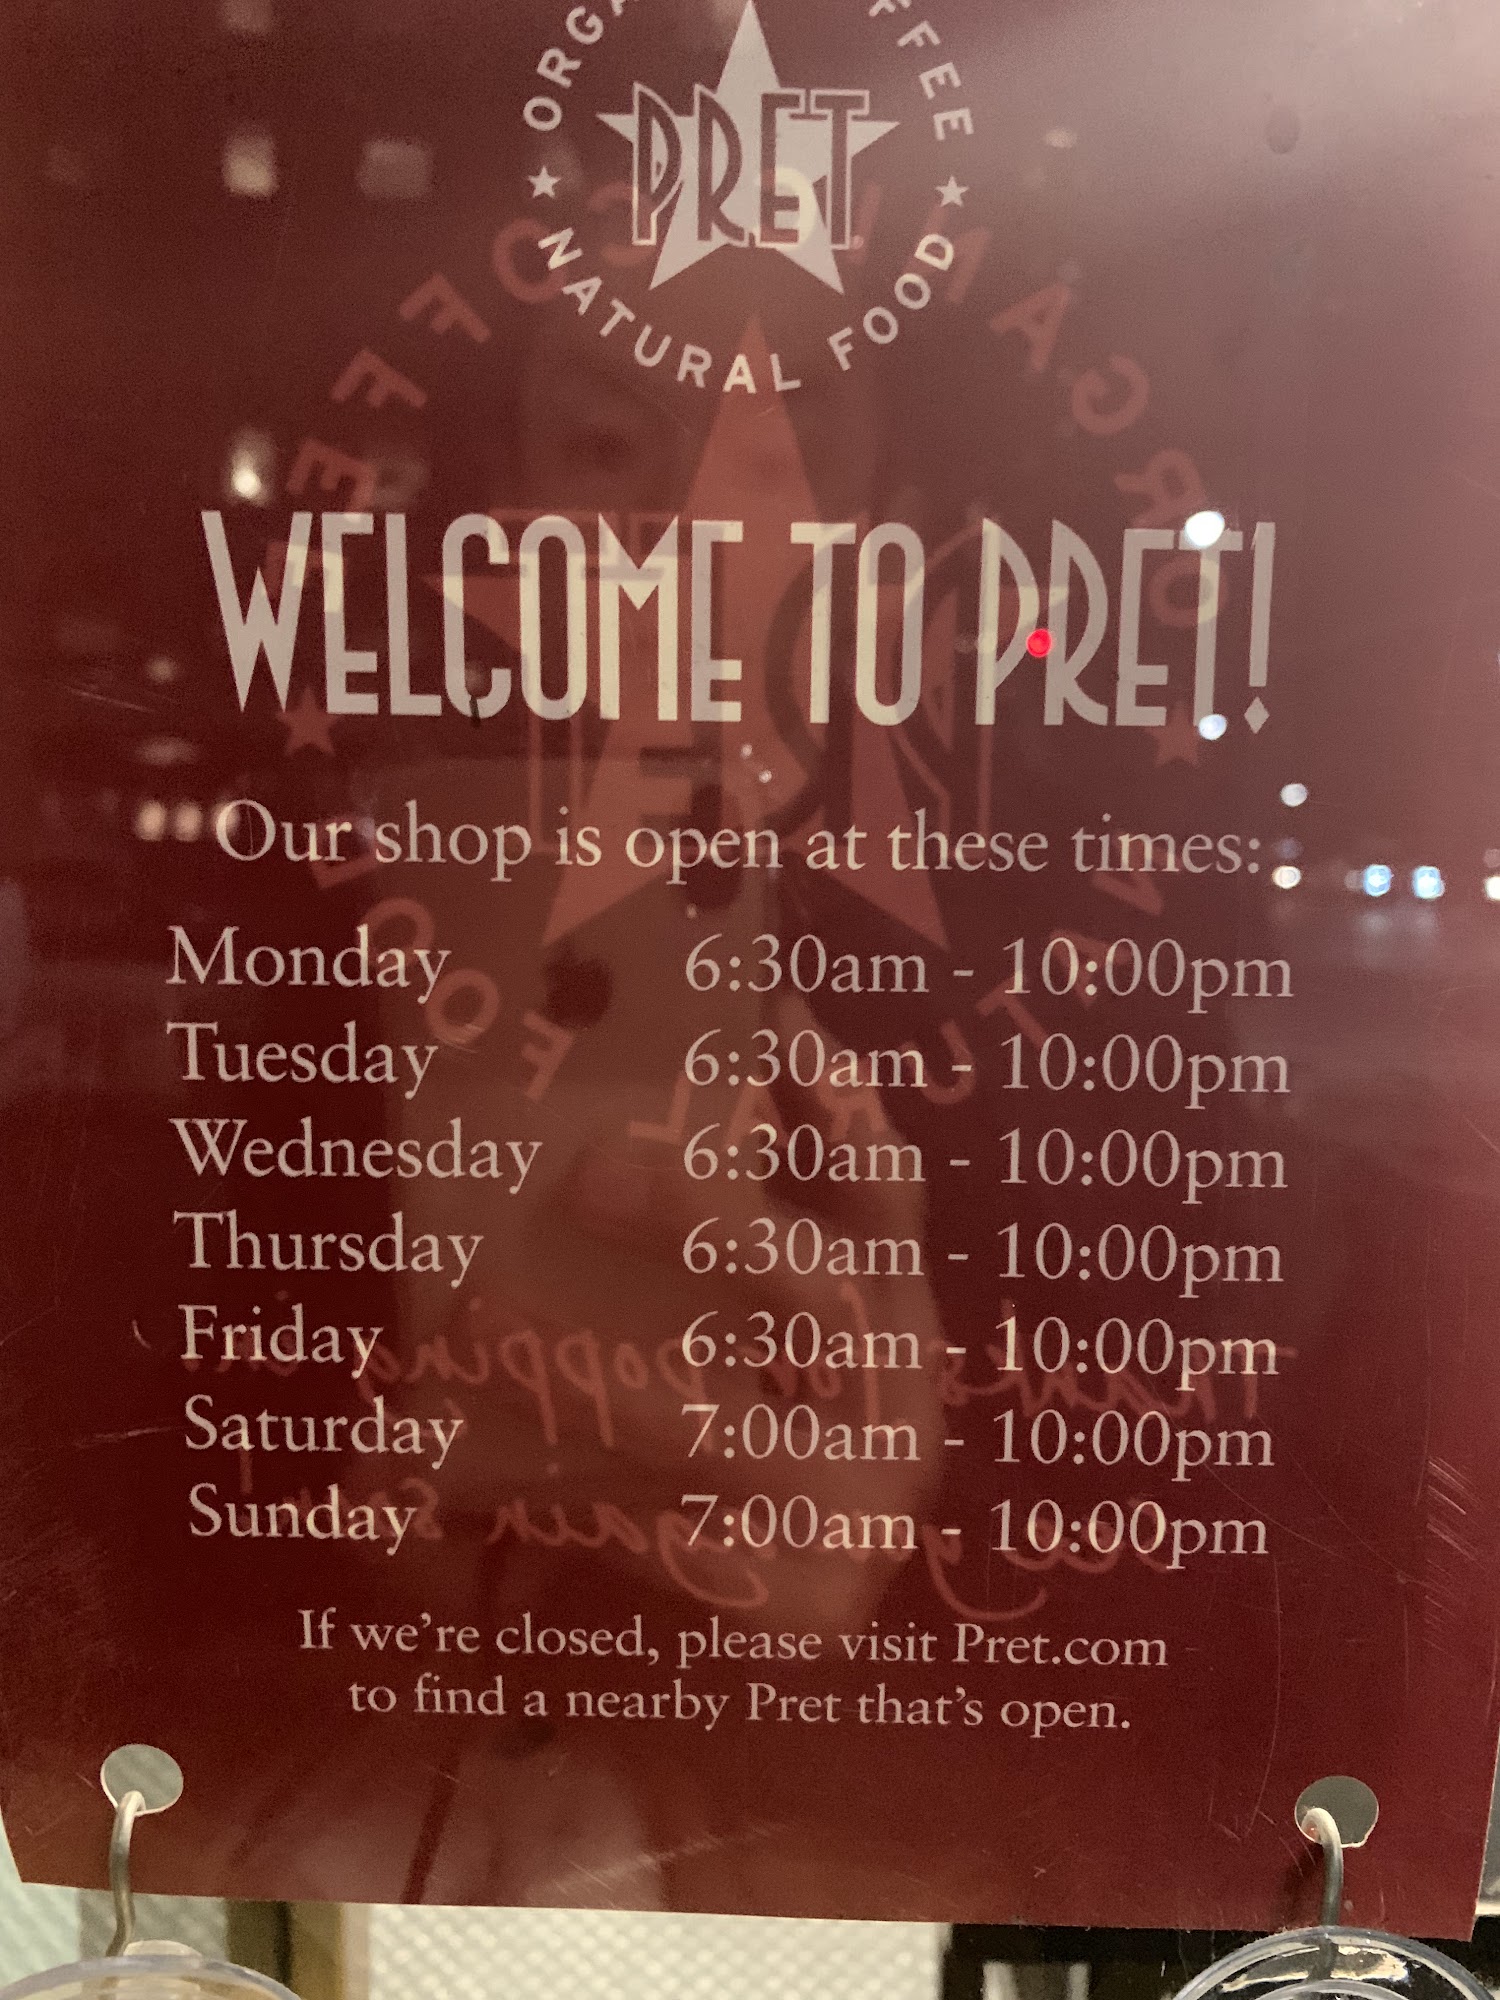 ORGA FFEE
PRET
NATURAL FOOD
WELCOME TO PRET!
Our shop is open at these times:
Monday 6:30am - 10:00pm
Tuesday 6:30am - 10:00pm
Wednesday 6:30am - 10:00pm
Thursday 6:30am - 10:00pm
Friday 6:30am - 10:00pm
Saturday 7:00am - 10:00pm
Sunday 7:00am - 10:00pm
If we're closed, please visit Pret.com
to find a nearby Pret that's open.